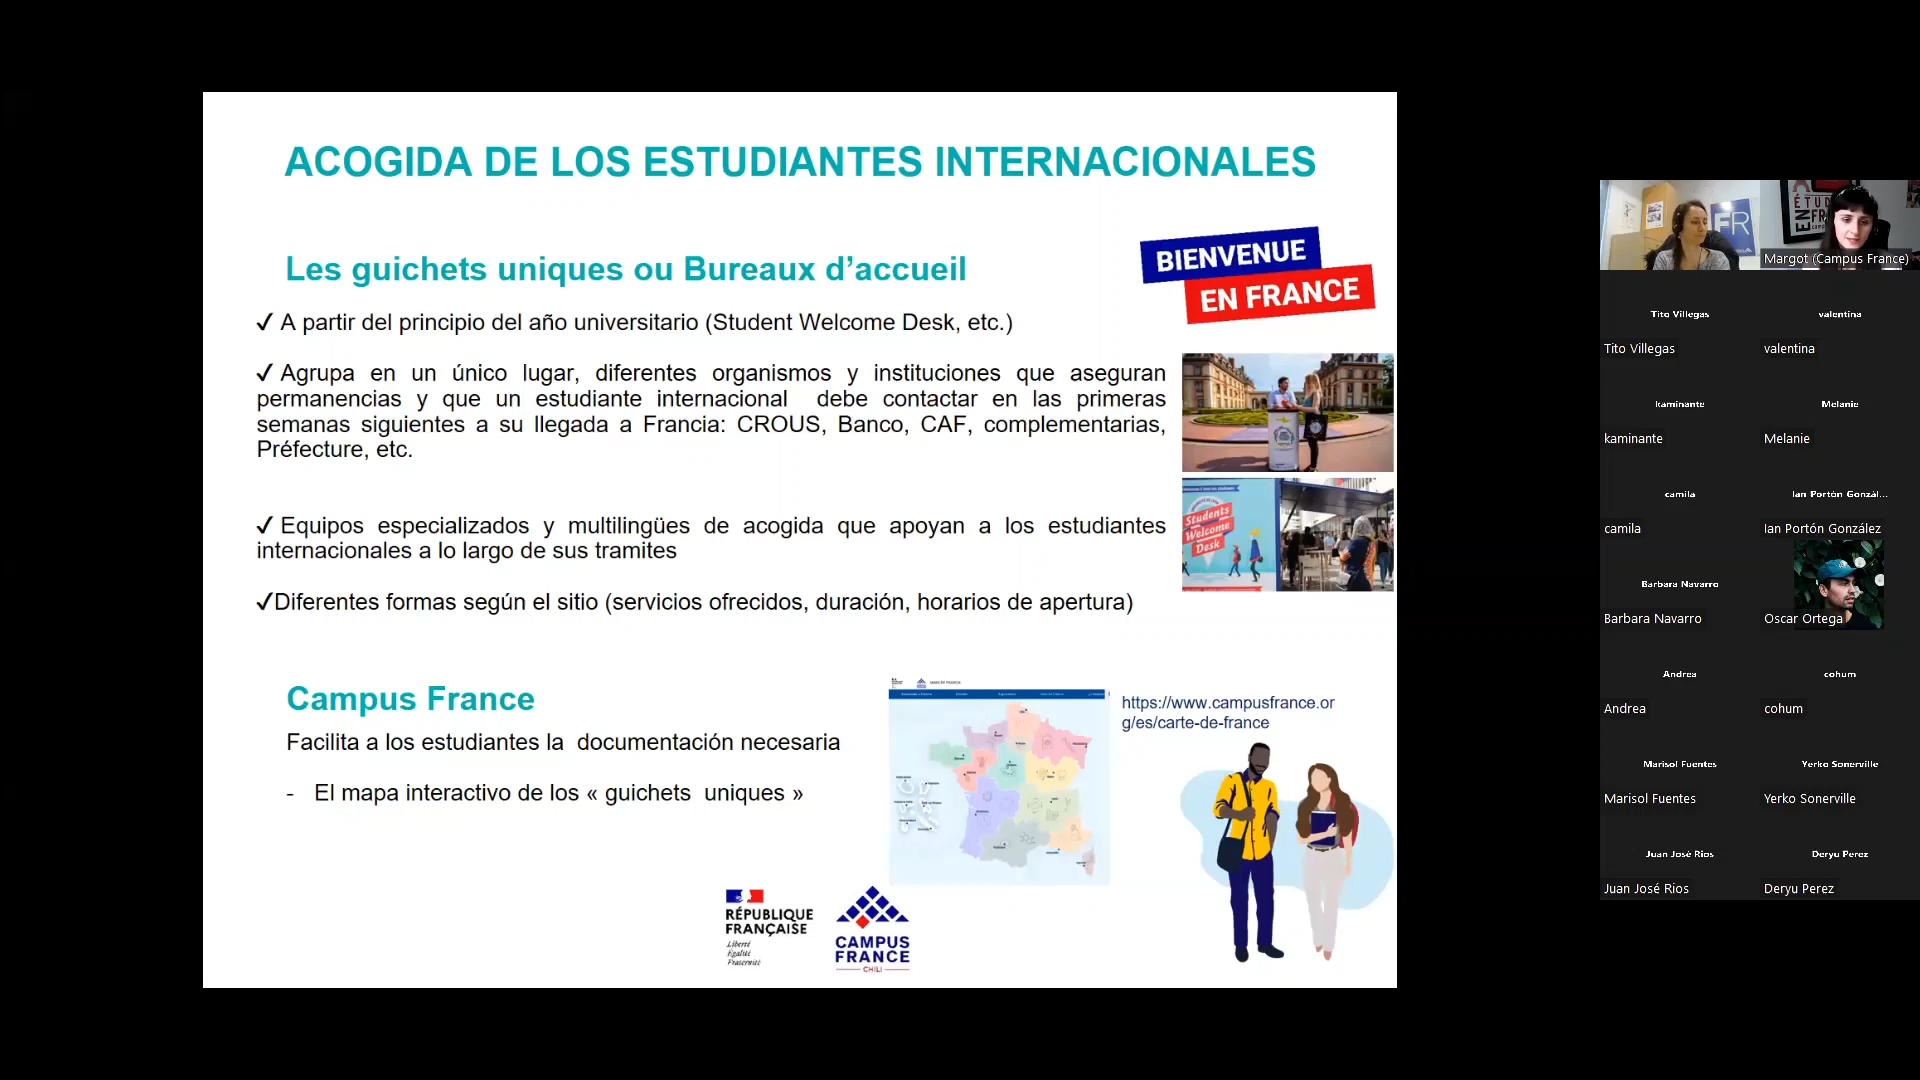 ACOGIDA DE LOS ESTUDIANTES INTERNACIONALES
Les guichets uniques ou Bureaux d’accueil
BIENVENUE
EN FRANCE
✓ A partir del principio del año universitario (Student Welcome Desk, etc.)
✓ Agrupa en un único lugar, diferentes organismos y instituciones que aseguran
permanencias y que un estudiante internacional debe contactar en las primeras
semanas siguientes a su llegada a Francia: CROUS, Banco, CAF, complementarias,
Préfecture, etc.
✓ Equipos especializados y multilingües de acogida que apoyan a los estudiantes
internacionales a lo largo de sus tramites
✓Diferentes formas según el sitio (servicios ofrecidos, duración, horarios de apertura)
Students
Welcome
Desk
Campus France
Facilita a los estudiantes la documentación necesaria
- El mapa interactivo de los « guichets uniques »
https://www.campusfrance.or
g/es/carte-de-france
RÉPUBLIQUE
FRANÇAISE
Liberté
Égalité
Fraternité
CAMPUS
FRANCE
CHILI
FR
Margot (Campus France)
Tito Villegas
Tito Villegas
valentina
valentina
kaminante
kaminante
Melanie
Melanie
camila
camila
Ian Portón Gonzál...
Ian Portón González
Barbara Navarro
Barbara Navarro
Oscar Ortega
Andrea
Andrea
cohum
cohum
Marisol Fuentes
Marisol Fuentes
Yerko Sonerville
Yerko Sonerville
Juan José Rios
Juan José Rios
Deryu Perez
Deryu Perez